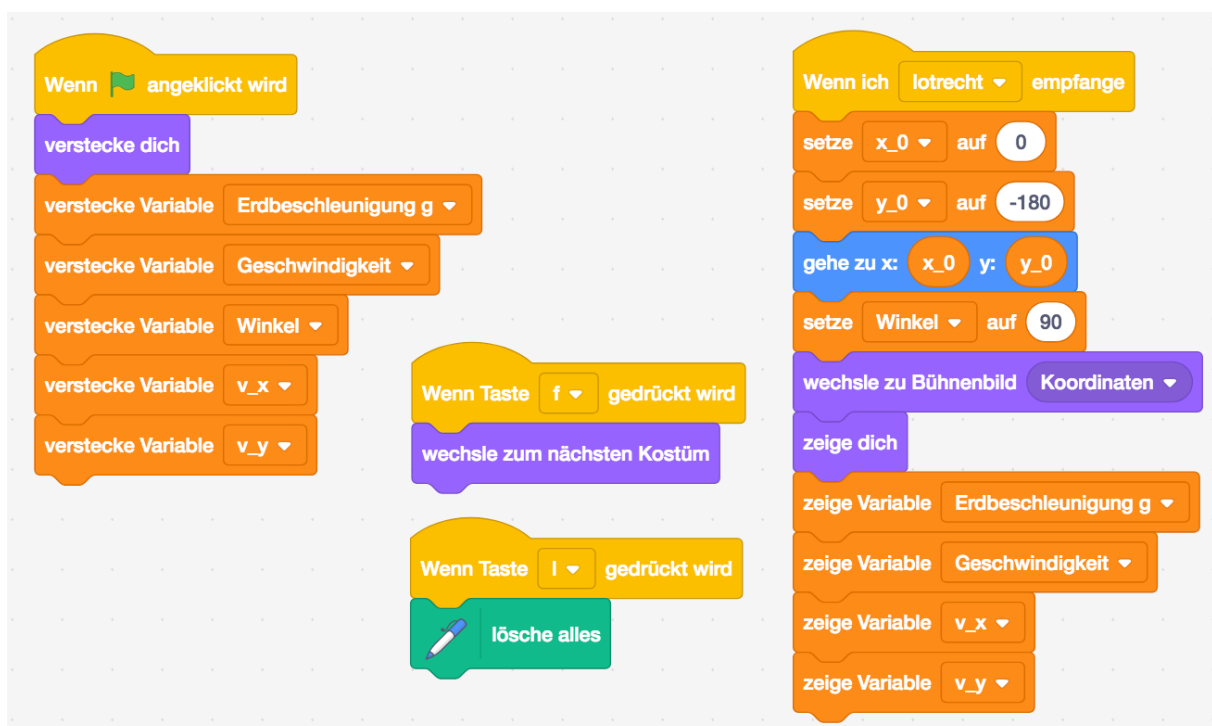 Wenn angeklickt wird
verstecke dich
verstecke Variable Erdbeschleunigung g
verstecke Variable Geschwindigkeit
verstecke Variable Winkel
verstecke Variable v_x
verstecke Variable v_y
Wenn Taste f gedrückt wird
wechsle zum nächsten Kostüm
Wenn Taste l gedrückt wird
lösche alles
Wenn ich lotrecht empfange
setze x_0 auf 0
setze y_0 auf -180
gehe zu x: x_0 y: y_0
setze Winkel auf 90
wechsle zu Bühnenbild Koordinaten
zeige dich
zeige Variable Erdbeschleunigung g
zeige Variable Geschwindigkeit
zeige Variable v_x
zeige Variable v_y